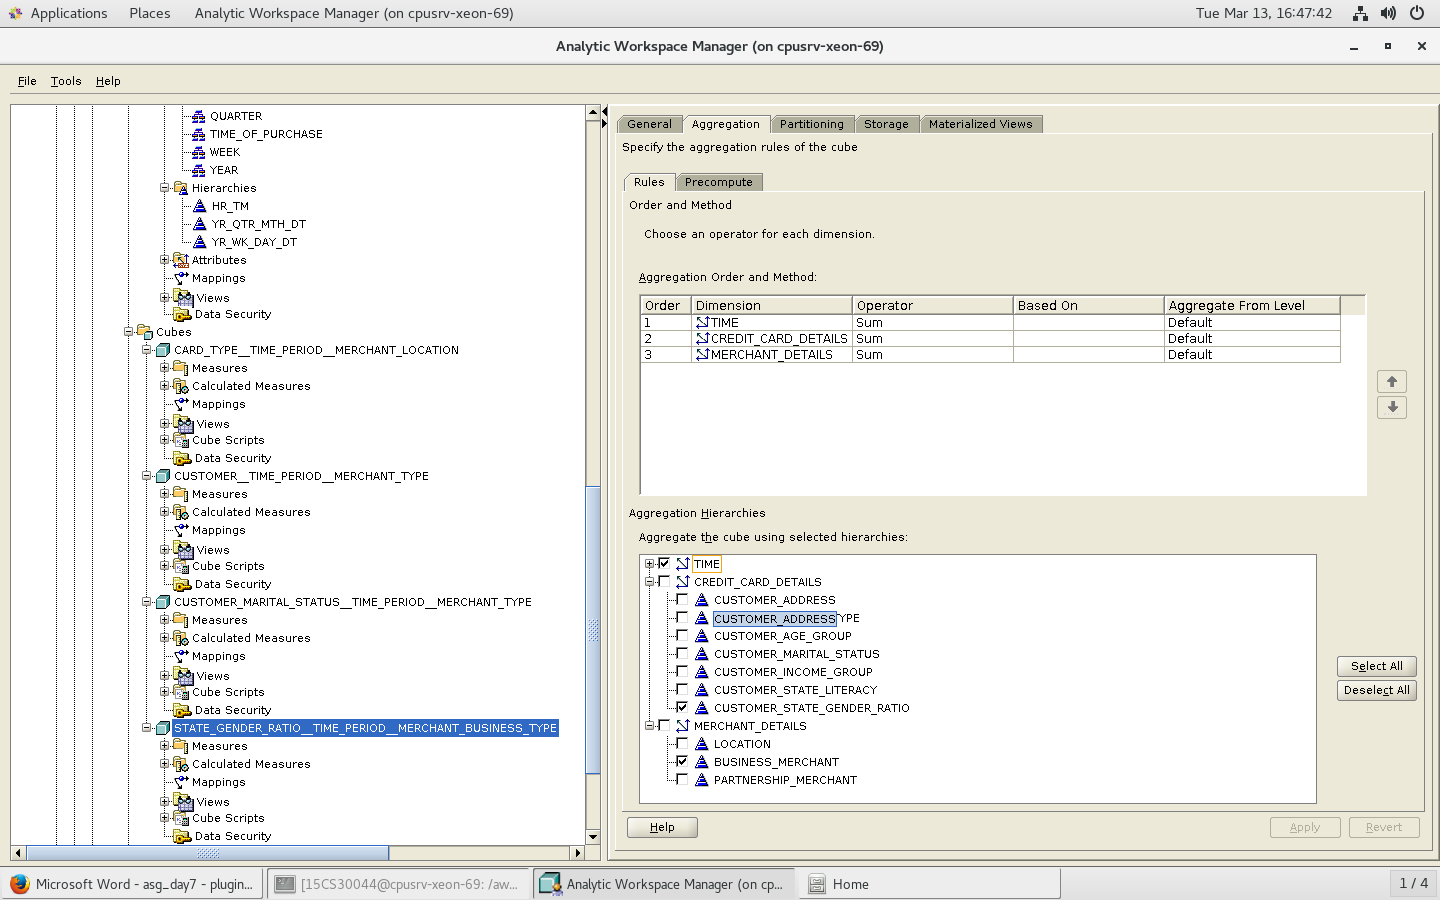 Applications Places Analytic Workspace Manager (on cpusrv-xeon-69) Tue Mar 13, 16:47:42
Analytic Workspace Manager (on cpusrv-xeon-69)
File Tools Help
QUARTER
TIME_OF_PURCHASE
WEEK
YEAR
Hierarchies
HR_TM
YR_QTR_MTH_DT
YR_WK_DAY_DT
Attributes
Mappings
Views
Data Security
Cubes
CARD_TYPE__TIME_PERIOD__MERCHANT_LOCATION
Measures
Calculated Measures
Mappings
Views
Cube Scripts
Data Security
CUSTOMER__TIME_PERIOD__MERCHANT_TYPE
Measures
Calculated Measures
Mappings
Views
Cube Scripts
Data Security
CUSTOMER_MARITAL_STATUS__TIME_PERIOD__MERCHANT_TYPE
Measures
Calculated Measures
Mappings
Views
Cube Scripts
Data Security
STATE_GENDER_RATIO__TIME_PERIOD__MERCHANT_BUSINESS_TYPE
Measures
Calculated Measures
Mappings
Views
Cube Scripts
Data Security
General Aggregation Partitioning Storage Materialized Views
Specify the aggregation rules of the cube
Rules Precompute
Order and Method
Choose an operator for each dimension.
Aggregation Order and Method:
Order Dimension Operator Based On Aggregate From Level
1 TIME Sum Default
2 CREDIT_CARD_DETAILS Sum Default
3 MERCHANT_DETAILS Sum Default
Aggregation Hierarchies
Aggregate the cube using selected hierarchies:
TIME
CREDIT_CARD_DETAILS
CUSTOMER_ADDRESS
CUSTOMER_ADDRESSYPE
CUSTOMER_AGE_GROUP
CUSTOMER_MARITAL_STATUS
CUSTOMER_INCOME_GROUP
CUSTOMER_STATE_LITERACY
CUSTOMER_STATE_GENDER_RATIO
MERCHANT_DETAILS
LOCATION
BUSINESS_MERCHANT
PARTNERSHIP_MERCHANT
Select All
Deselect All
Help Apply Revert
Microsoft Word - asg_day7 - plugin... [15CS30044@cpusrv-xeon-69: /aw... Analytic Workspace Manager (on cp... Home 1 / 4